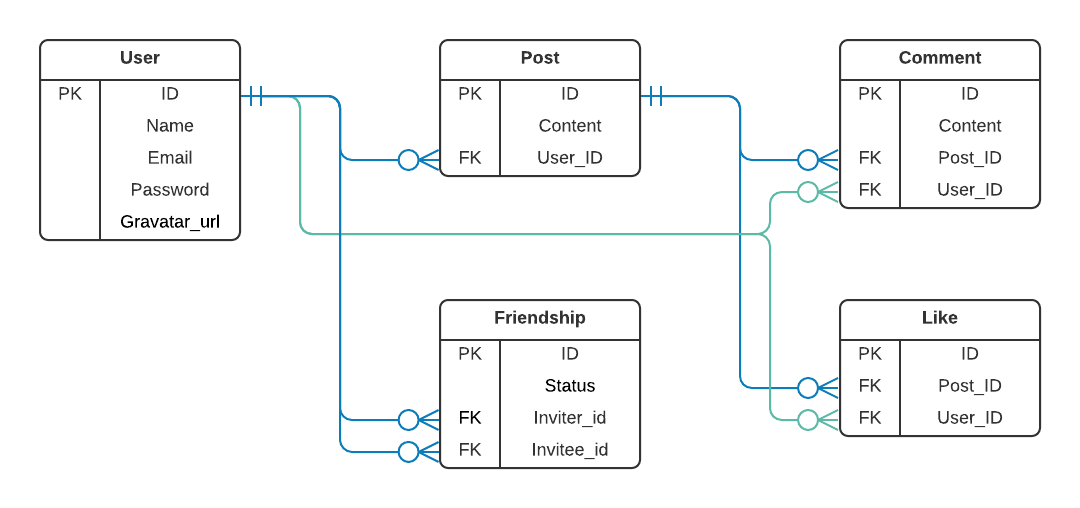 User
PK ID
Name
Email
Password
Gravatar_url
Post
PK ID
Content
FK User_ID
Comment
PK ID
Content
FK Post_ID
FK User_ID
Friendship
PK ID
Status
FK Inviter_id
FK Invitee_id
Like
PK ID
FK Post_ID
FK User_ID